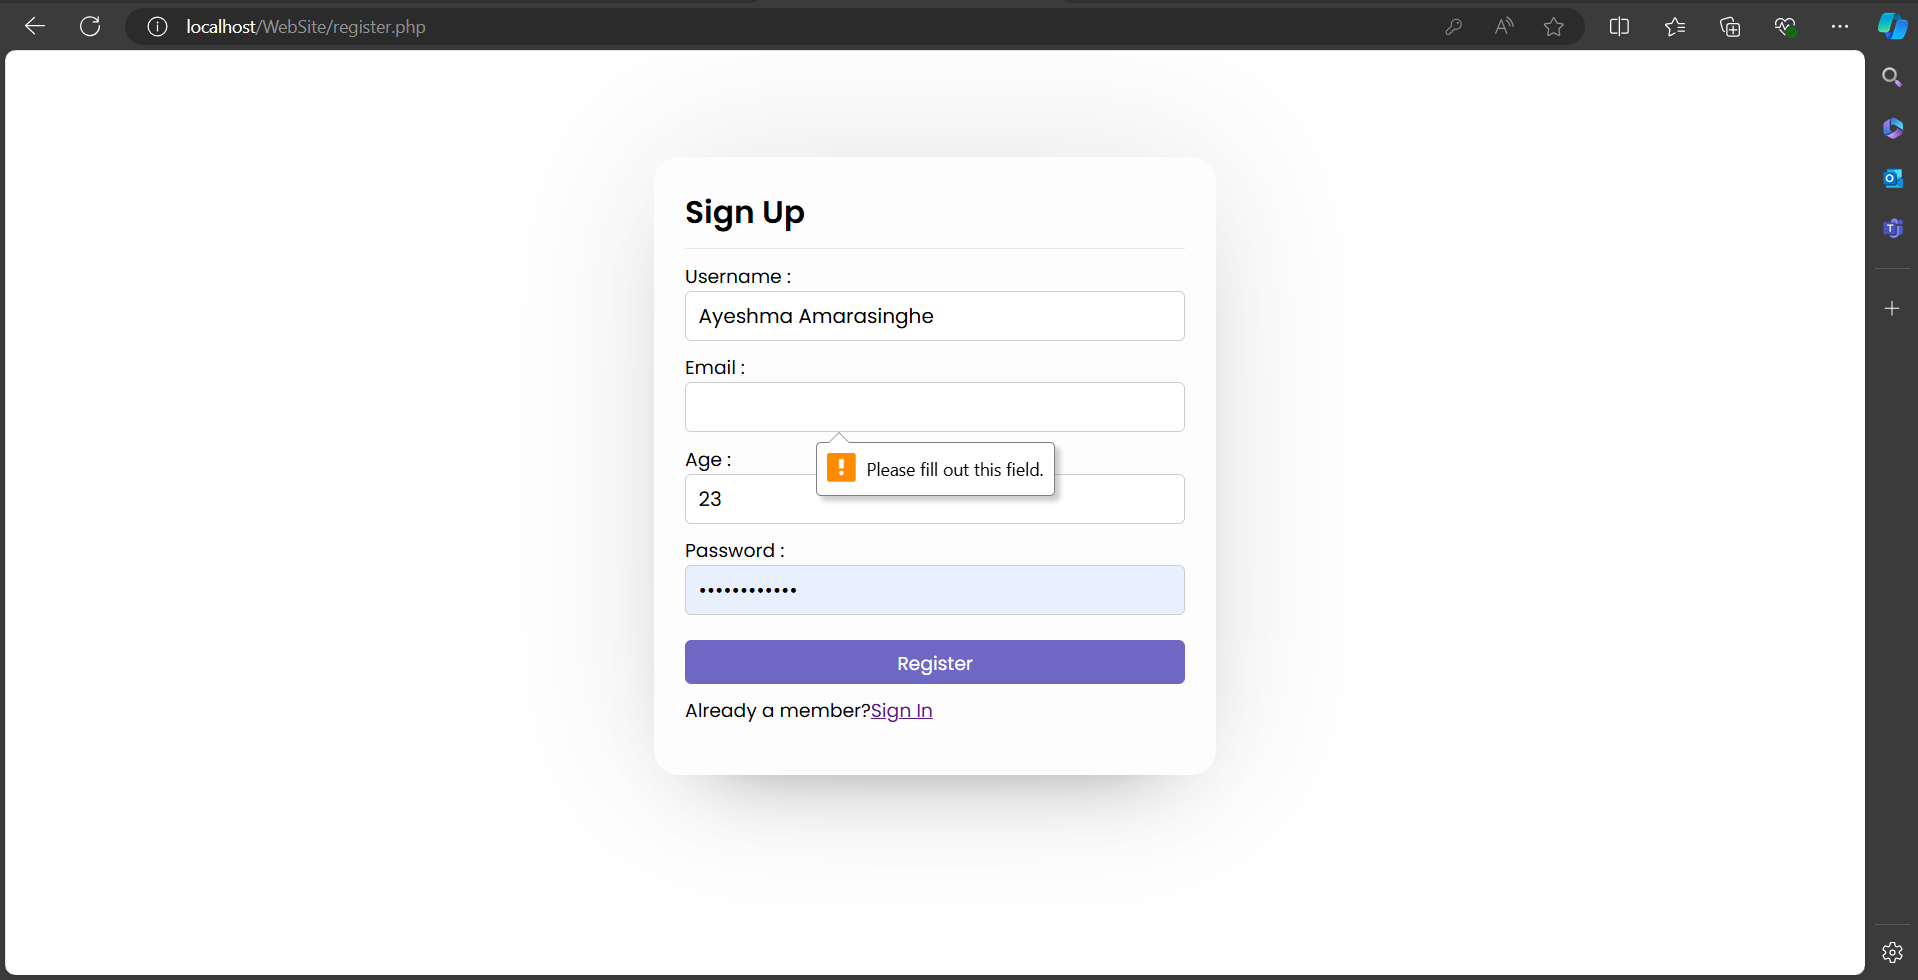 localhost/WebSite/register.php
Sign Up
Username :
Ayeshma Amarasinghe
Email :
Please fill out this field.
Age :
23
Password :
••••••••••••
Register
Already a member?Sign In